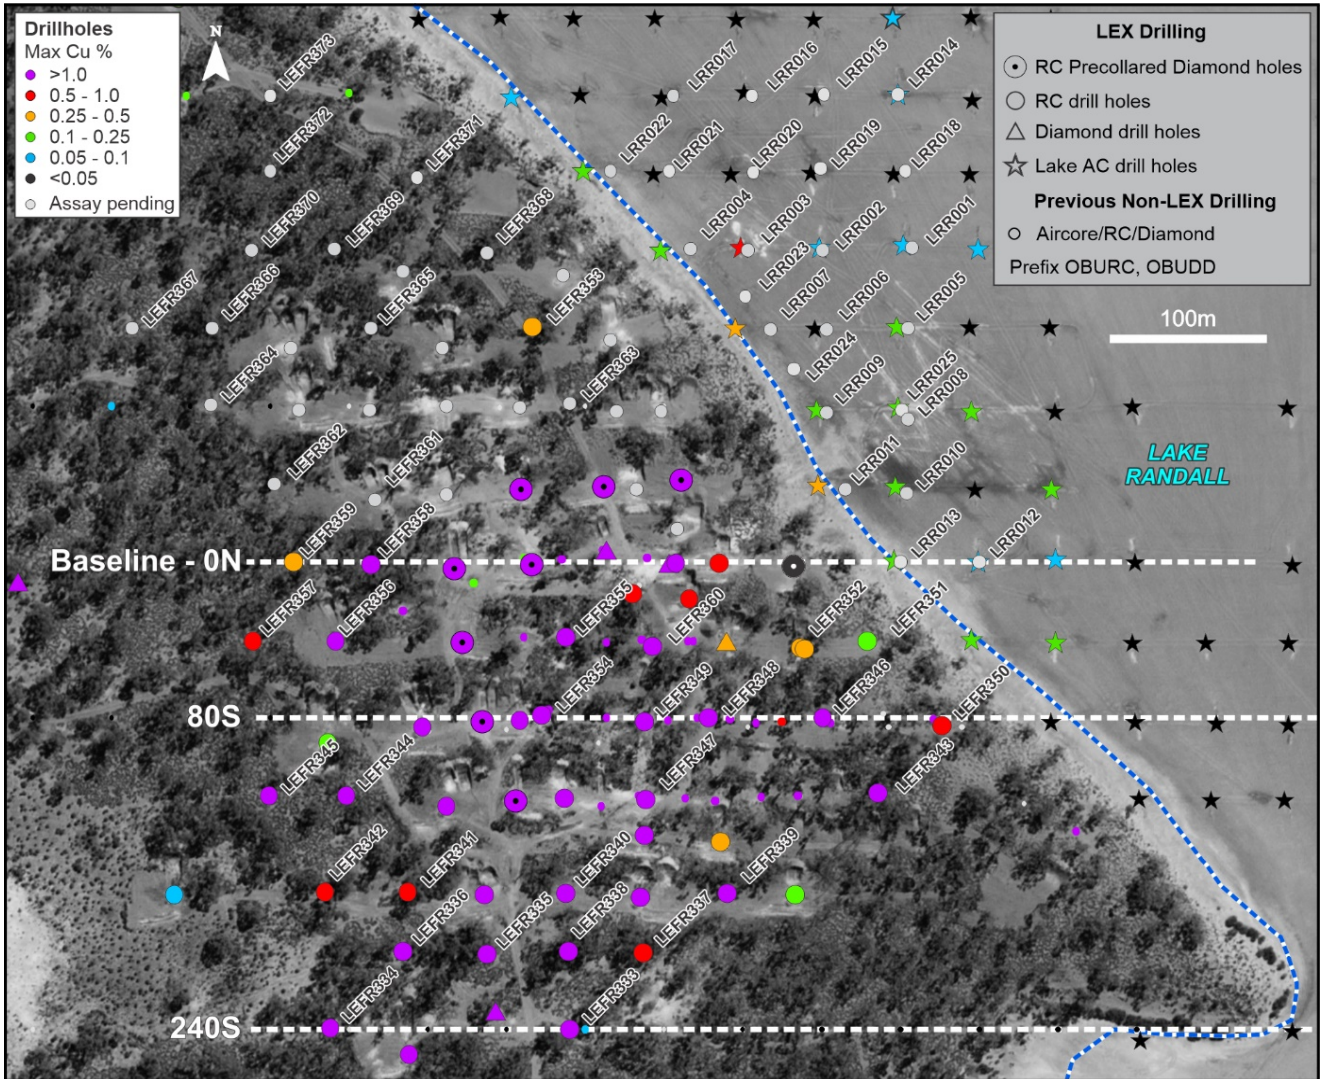 Drillholes
Max Cu %
>1.0
0.5 - 1.0
0.25 - 0.5
0.1 - 0.25
0.05 - 0.1
<0.05
Assay pending
N
LEX Drilling
RC Precollared Diamond holes
RC drill holes
Diamond drill holes
Lake AC drill holes
Previous Non-LEX Drilling
Aircore/RC/Diamond
Prefix OBURC, OBUDD
100m
LEFR373
LRR017
LRR016
LRR015
LRR014
LEFR372
LEFR371
LRR022
LRR021
LRR020
LRR019
LRR018
LEFR370
LEFR369
LEFR368
LRR004
LRR003
LRR002
LRR001
LEFR367
LEFR366
LEFR365
LEFR353
LRR023
LRR007
LRR006
LRR005
LEFR364
LEFR363
LRR024
LRR009
LRR025
LRR008
LEFR362
LEFR361
LRR011
LRR010
LAKE
RANDALL
LEFR359
LEFR358
LRR013
LRR012
Baseline - 0N
LEFR357
LEFR356
LEFR355
LEFR360
LEFR352
LEFR351
LEFR354
LEFR349
LEFR348
LEFR346
LEFR350
80S
LEFR345
LEFR344
LEFR347
LEFR343
LEFR342
LEFR341
LEFR340
LEFR339
LEFR336
LEFR335
LEFR338
LEFR337
LEFR334
LEFR333
240S